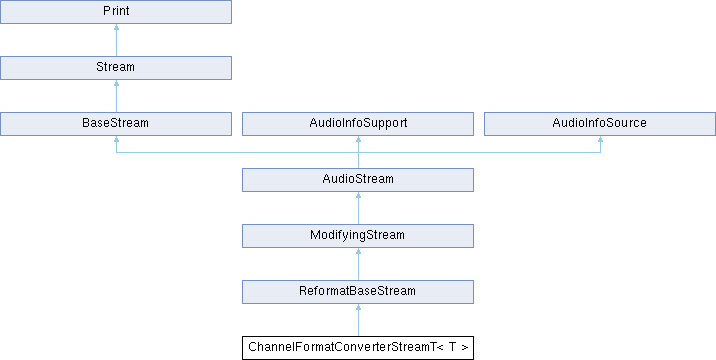 Print
Stream
BaseStream
AudioInfoSupport
AudioInfoSource
AudioStream
ModifyingStream
ReformatBaseStream
ChannelFormatConverterStreamT< T >